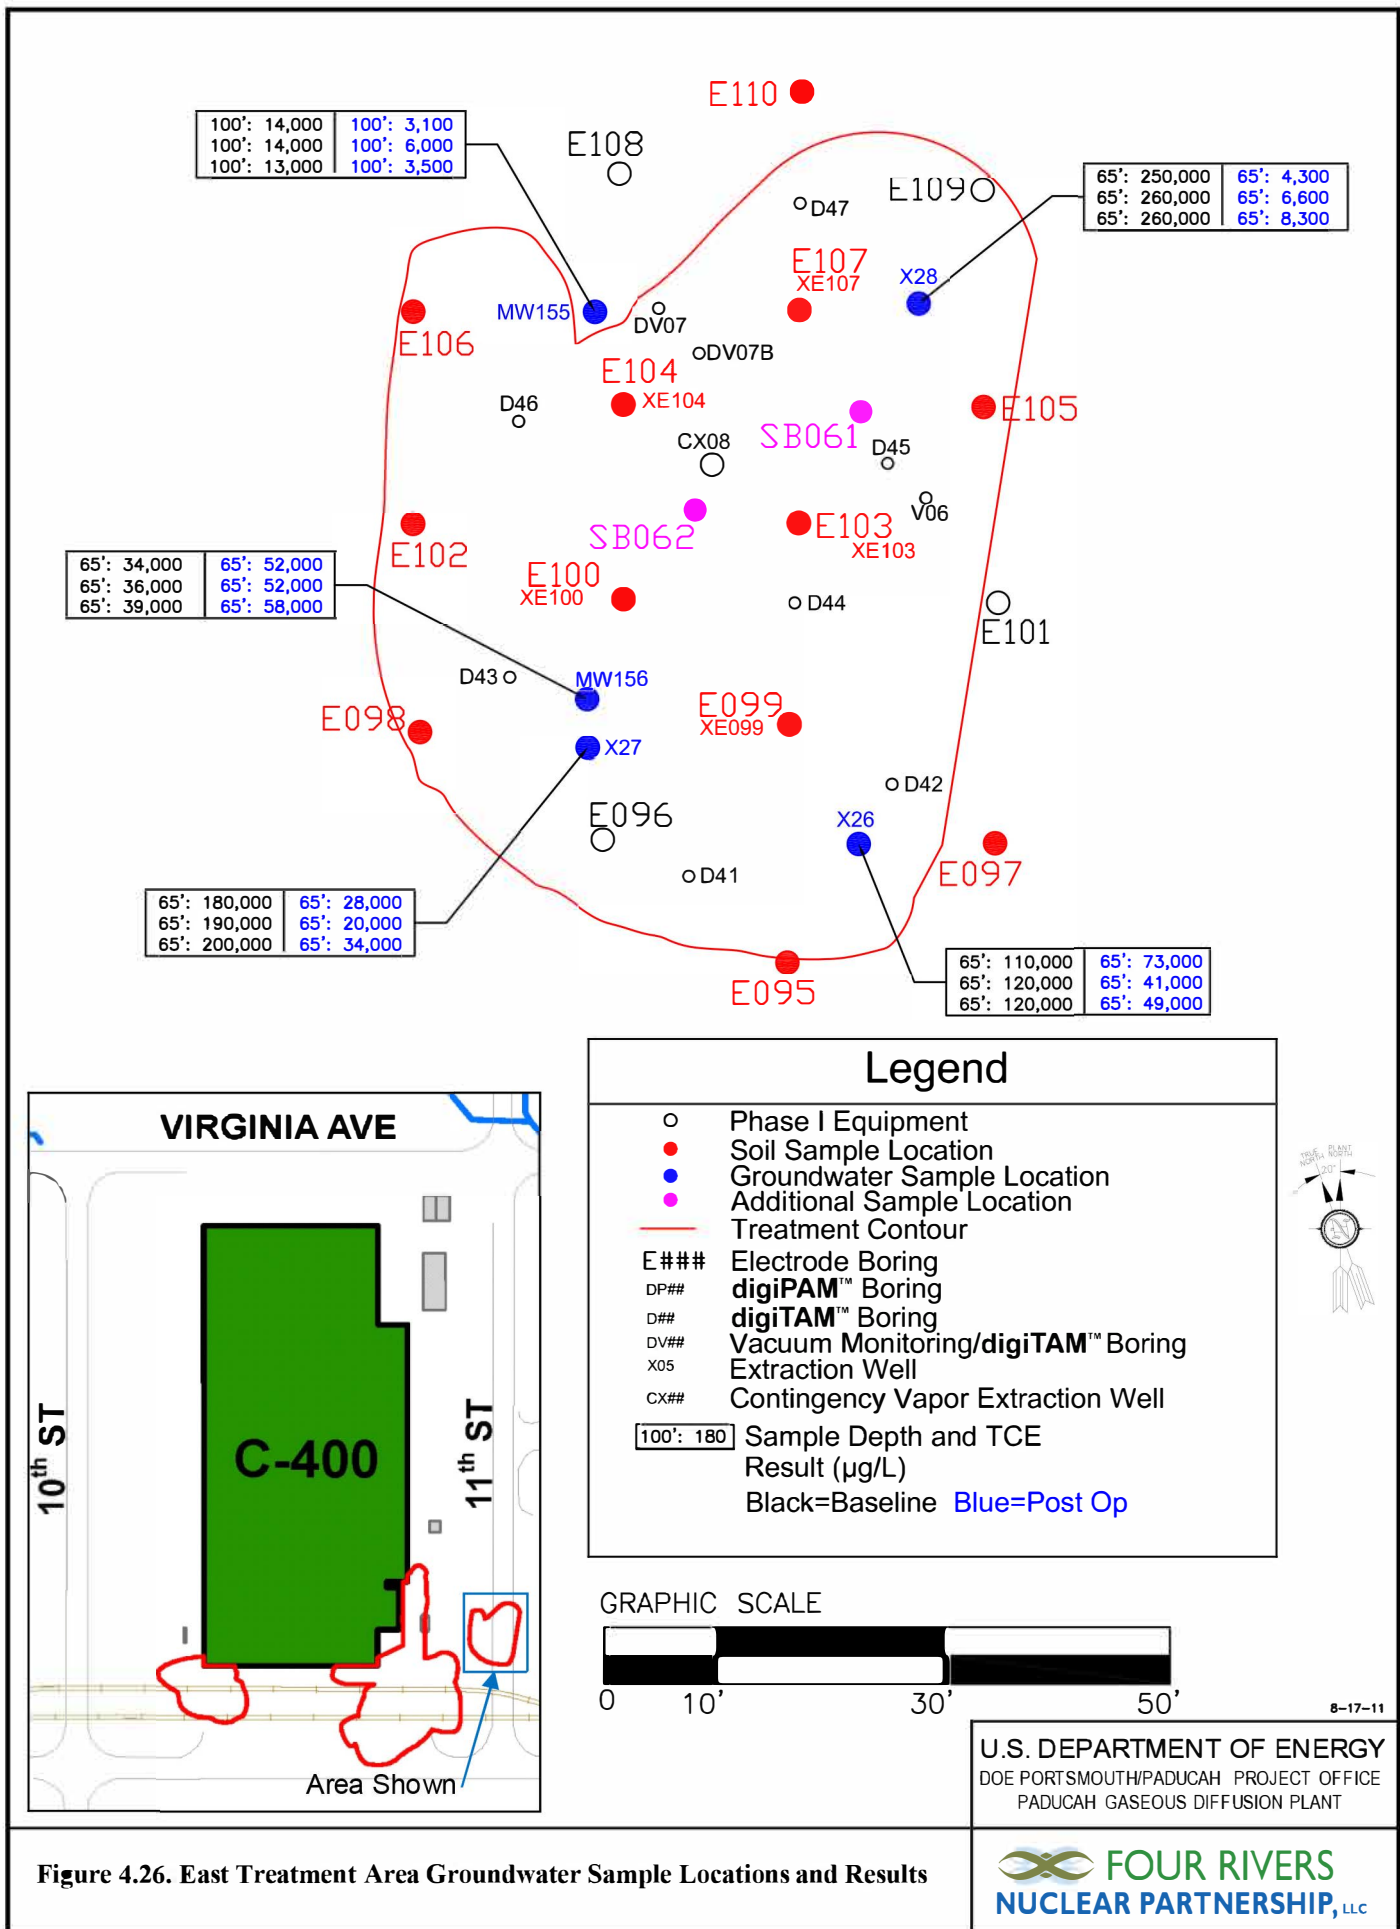 E110
100': 14,000 100': 3,100
100': 14,000 100': 6,000
100': 13,000 100': 3,500
E108
E109
65': 250,000 65': 4,300
65': 260,000 65': 6,600
65': 260,000 65': 8,300
D47
E107
XE107
X28
MW155
DV07
E106
DV07B
E104
XE104
D46
E105
SB061
CX08
D45
V06
SB062
E103
XE103
E102
65': 34,000 65': 52,000
65': 36,000 65': 52,000
65': 39,000 65': 58,000
E100
XE100
D44
E101
D43
MW156
E099
XE099
E098
X27
D42
E096
X26
D41
E097
65': 180,000 65': 28,000
65': 190,000 65': 20,000
65': 200,000 65': 34,000
E095
65': 110,000 65': 73,000
65': 120,000 65': 41,000
65': 120,000 65': 49,000
Legend
Phase I Equipment
Soil Sample Location
Groundwater Sample Location
Additional Sample Location
Treatment Contour
E### Electrode Boring
DP## digiPAM™ Boring
D## digiTAM™ Boring
DV## Vacuum Monitoring/digiTAM™ Boring
X05 Extraction Well
CX## Contingency Vapor Extraction Well
100': 180 Sample Depth and TCE
Result (µg/L)
Black=Baseline Blue=Post Op
TRUE NORTH
PLANT NORTH
20°
N
VIRGINIA AVE
10th ST
C-400
11th ST
Area Shown
GRAPHIC SCALE
0 10' 30' 50'
8-17-11
U.S. DEPARTMENT OF ENERGY
DOE PORTSMOUTH/PADUCAH PROJECT OFFICE
PADUCAH GASEOUS DIFFUSION PLANT
Figure 4.26. East Treatment Area Groundwater Sample Locations and Results
FOUR RIVERS
NUCLEAR PARTNERSHIP, LLC